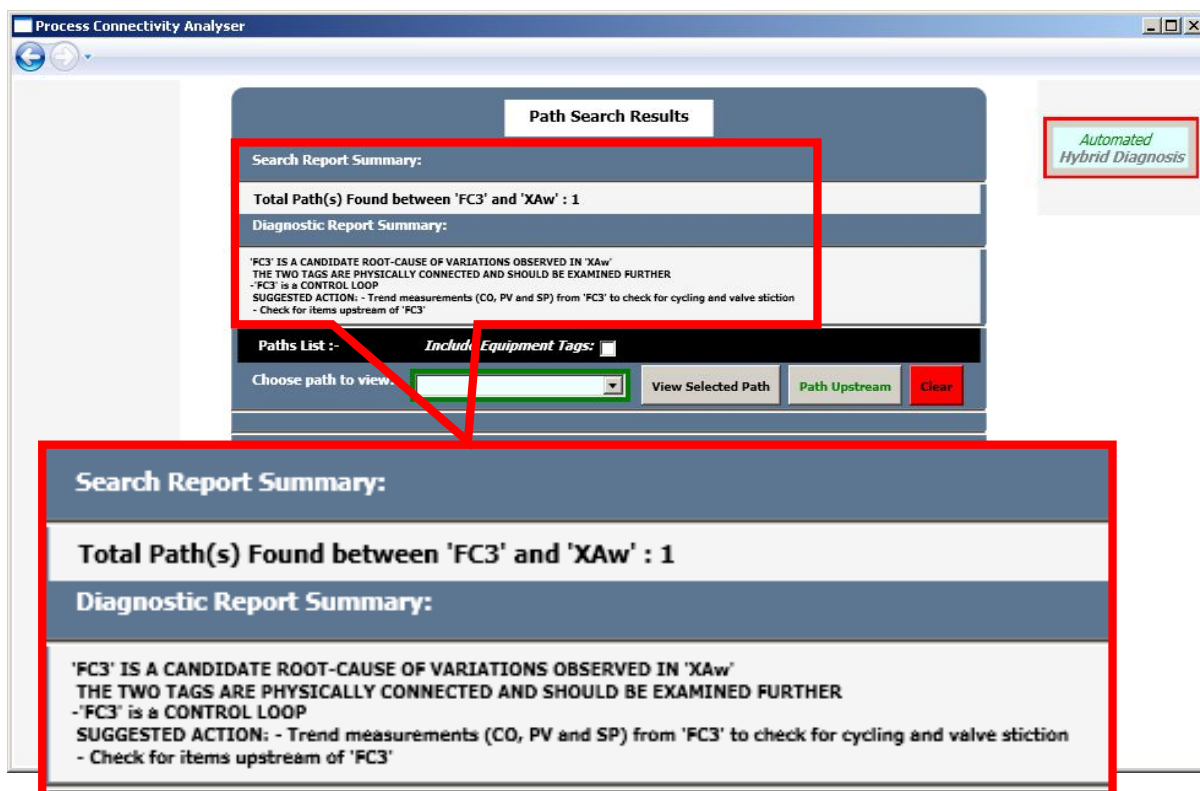 Process Connectivity Analyser
Path Search Results
Automated
Hybrid Diagnosis
Search Report Summary:
Total Path(s) Found between 'FC3' and 'XAw' : 1
Diagnostic Report Summary:
'FC3' IS A CANDIDATE ROOT-CAUSE OF VARIATIONS OBSERVED IN 'XAw'
THE TWO TAGS ARE PHYSICALLY CONNECTED AND SHOULD BE EXAMINED FURTHER
-'FC3' is a CONTROL LOOP
SUGGESTED ACTION: - Trend measurements (CO, PV and SP) from 'FC3' to check for cycling and valve stiction
- Check for items upstream of 'FC3'
Paths List :- Include Equipment Tags:
Choose path to view: View Selected Path Path Upstream Clear
Search Report Summary:
Total Path(s) Found between 'FC3' and 'XAw' : 1
Diagnostic Report Summary:
'FC3' IS A CANDIDATE ROOT-CAUSE OF VARIATIONS OBSERVED IN 'XAw'
THE TWO TAGS ARE PHYSICALLY CONNECTED AND SHOULD BE EXAMINED FURTHER
-'FC3' is a CONTROL LOOP
SUGGESTED ACTION: - Trend measurements (CO, PV and SP) from 'FC3' to check for cycling and valve stiction
- Check for items upstream of 'FC3'